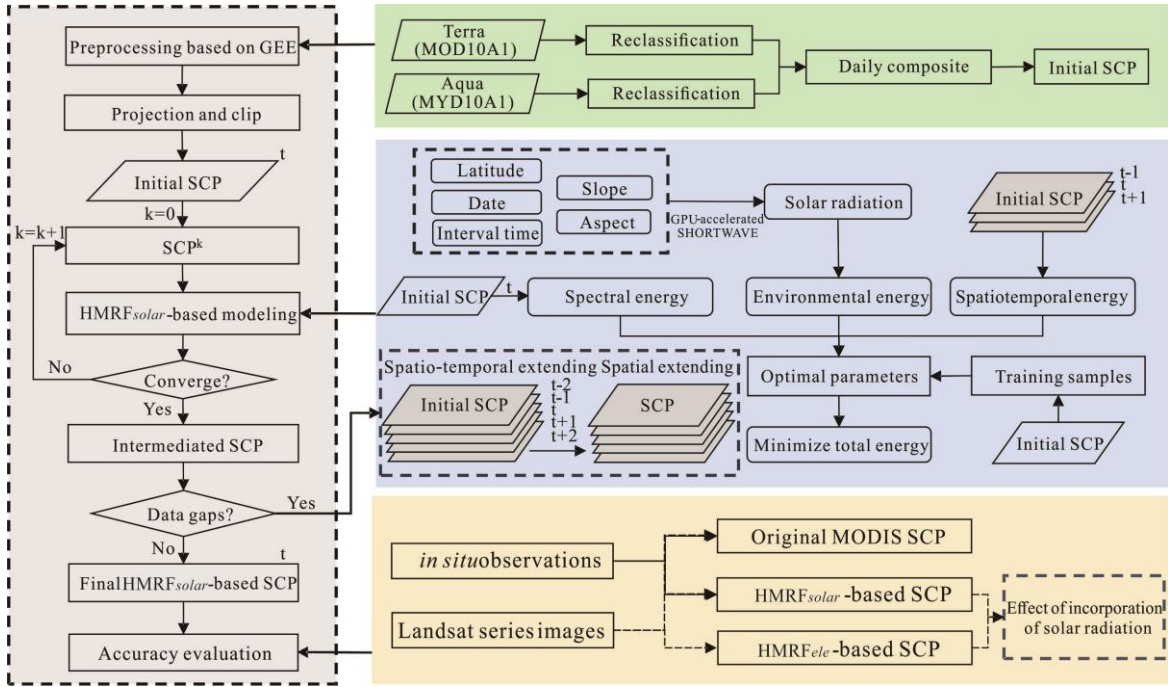 Preprocessing based on GEE
Projection and clip
t
Initial SCP
k=0
k=k+1
SCPᵏ
HMRFsolar-based modeling
No
Converge?
Yes
Intermediated SCP
Data gaps?
Yes
No
t
Final HMRFsolar-based SCP
Accuracy evaluation
Terra
(MOD10A1)
Reclassification
Aqua
(MYD10A1)
Reclassification
Daily composite
Initial SCP
Latitude
Date
Interval time
Slope
Aspect
GPU-accelerated
SHORTWAVE
Solar radiation
Initial SCP
t-1
t
t+1
Initial SCP
t
Spectral energy
Environmental energy
Spatiotemporal energy
Spatio-temporal extending
Spatial extending
Initial SCP
t-2
t-1
t
t+1
t+2
SCP
Optimal parameters
Training samples
Minimize total energy
Initial SCP
in situ observations
Landsat series images
Original MODIS SCP
HMRFsolar -based SCP
HMRFele -based SCP
Effect of incorporation
of solar radiation